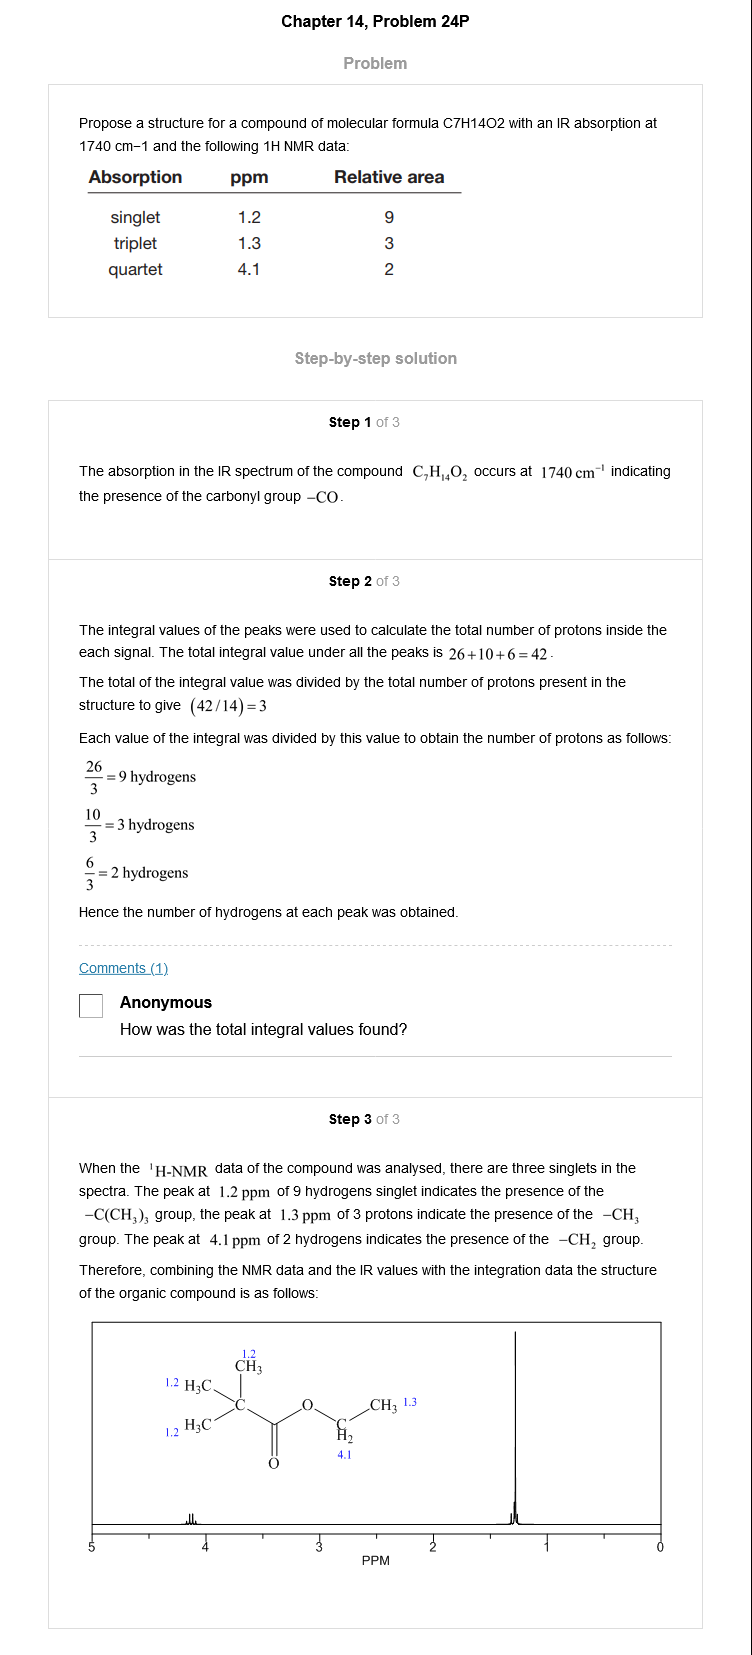 Chapter 14, Problem 24P
Problem
Propose a structure for a compound of molecular formula C7H14O2 with an IR absorption at
1740 cm−1 and the following 1H NMR data:
Absorption ppm Relative area
singlet 1.2 9
triplet 1.3 3
quartet 4.1 2
Step-by-step solution
Step 1 of 3
The absorption in the IR spectrum of the compound C₇H₁₄O₂ occurs at 1740 cm⁻¹ indicating
the presence of the carbonyl group −CO.
Step 2 of 3
The integral values of the peaks were used to calculate the total number of protons inside the
each signal. The total integral value under all the peaks is 26+10+6=42.
The total of the integral value was divided by the total number of protons present in the
structure to give (42/14)=3
Each value of the integral was divided by this value to obtain the number of protons as follows:
26/3 = 9 hydrogens
10/3 = 3 hydrogens
6/3 = 2 hydrogens
Hence the number of hydrogens at each peak was obtained.
Comments (1)
Anonymous
How was the total integral values found?
Step 3 of 3
When the ¹H-NMR data of the compound was analysed, there are three singlets in the
spectra. The peak at 1.2 ppm of 9 hydrogens singlet indicates the presence of the
−C(CH₃)₃ group, the peak at 1.3 ppm of 3 protons indicate the presence of the −CH₃
group. The peak at 4.1 ppm of 2 hydrogens indicates the presence of the −CH₂ group.
Therefore, combining the NMR data and the IR values with the integration data the structure
of the organic compound is as follows:
1.2
CH₃
1.2 H₃C
C O CH₃ 1.3
1.2 H₃C C
H₂
O 4.1
5 4 3 2 1 0
PPM